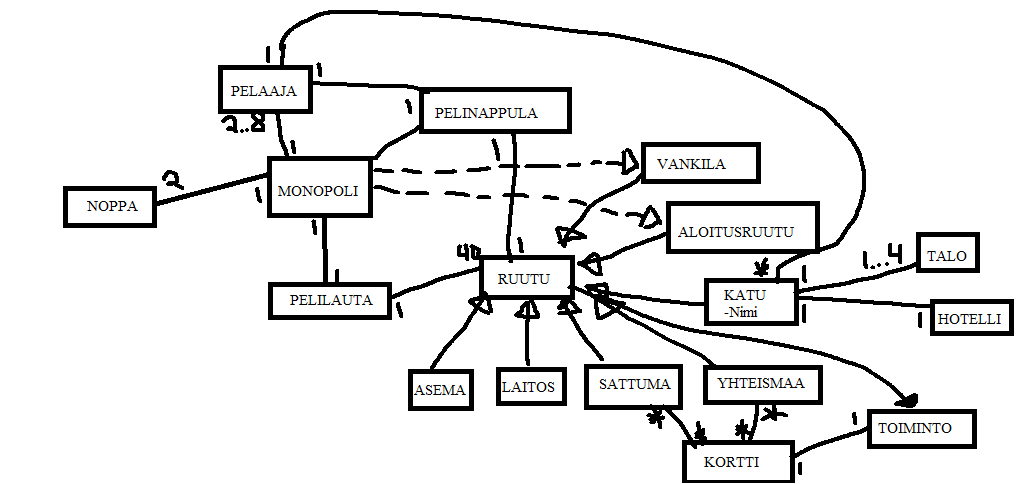 1
1
PELAAJA
1
PELINAPPULA
2..8
1
1
VANKILA
2
NOPPA
1
MONOPOLI
1
ALOITUSRUUTU
1
40
1
RUUTU
*
1
1...4
TALO
1
PELILAUTA
1
KATU
-Nimi
1
1
HOTELLI
ASEMA
LAITOS
SATTUMA
YHTEISMAA
*
*
*
*
1
TOIMINTO
KORTTI
1